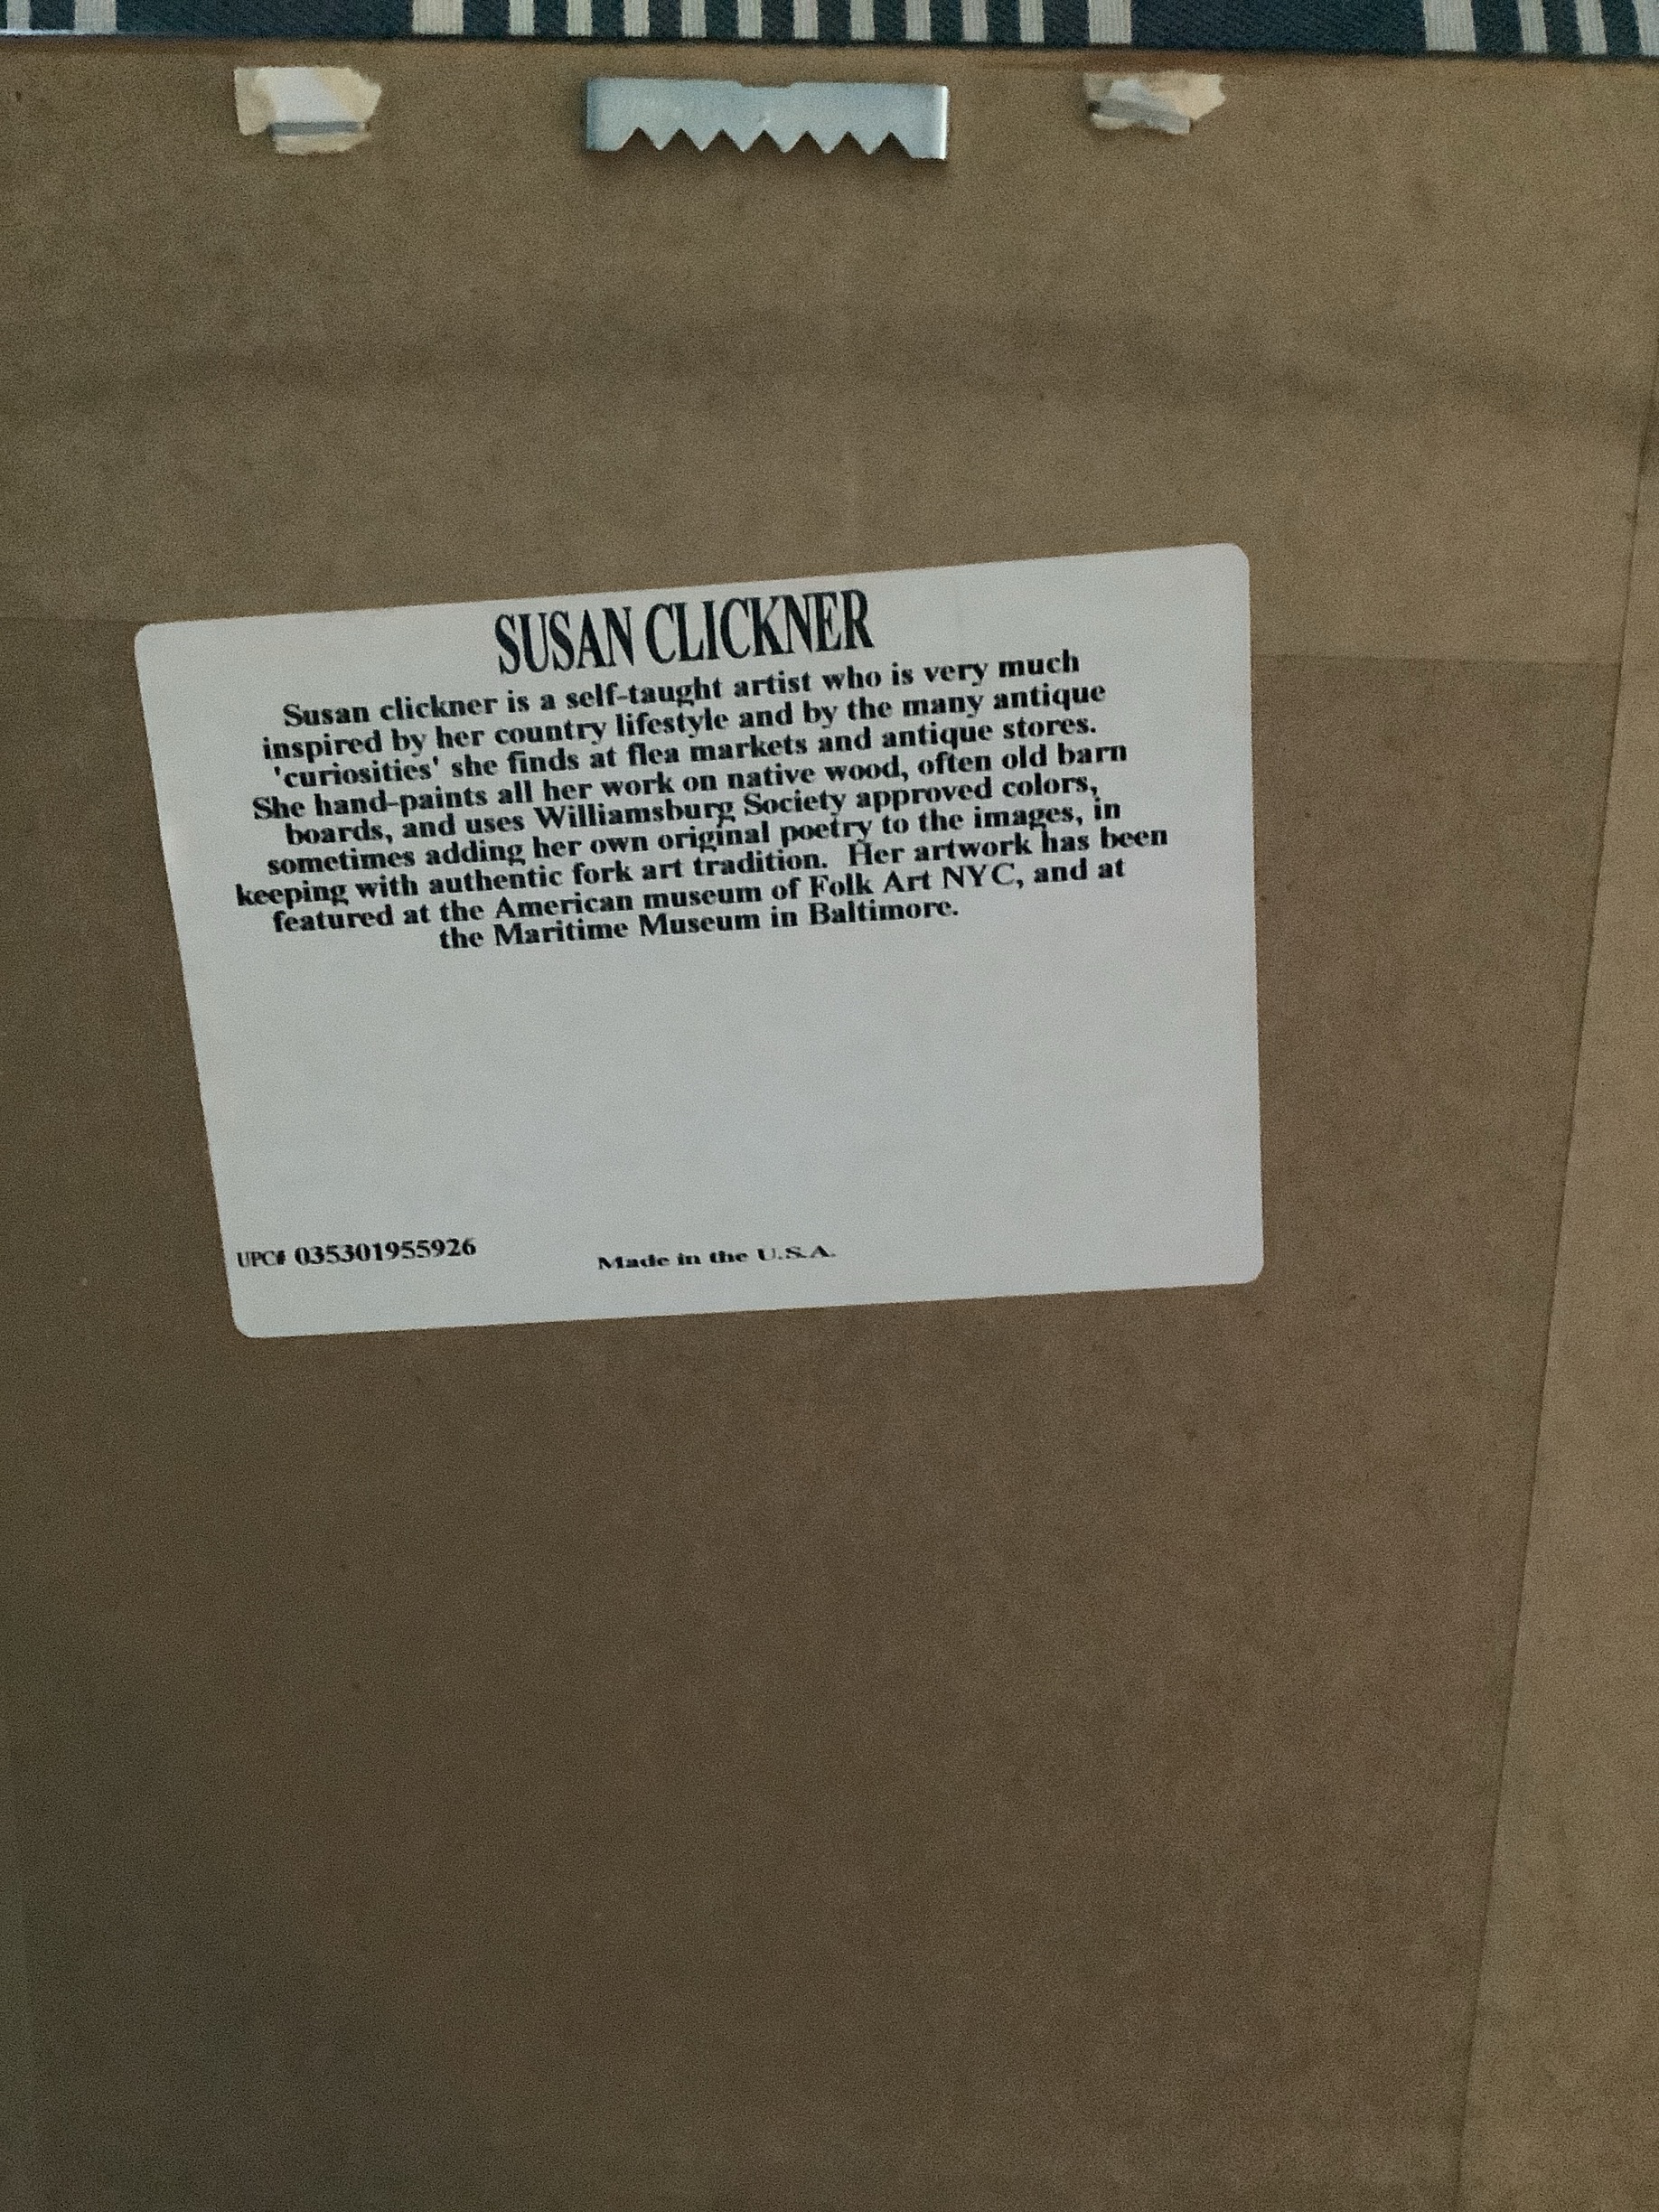 SUSAN CLICKNER
Susan clickner is a self-taught artist who is very much
inspired by her country lifestyle and by the many antique
'curiosities' she finds at flea markets and antique stores.
She hand-paints all her work on native wood, often old barn
boards, and uses Williamsburg Society approved colors,
sometimes adding her own original poetry to the images, in
keeping with authentic fork art tradition.  Her artwork has been
featured at the American museum of Folk Art NYC, and at
the Maritime Museum in Baltimore.
UPC# 035301955926
Made in the U.S.A.